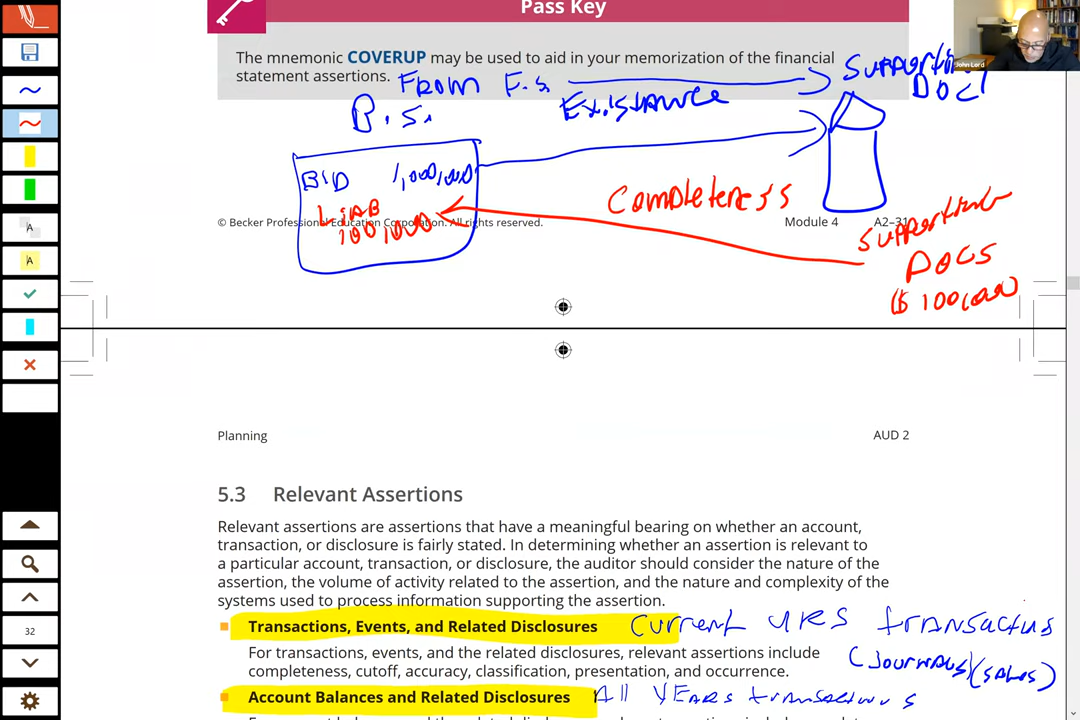 Pass Key
The mnemonic COVERUP may be used to aid in your memorization of the financial
statement assertions.
FROM F.S.
SUPPORTING
DOCS
John Lord
B.S.
Existance
BLD 1,000,000
LiAB
100,000
Completeness
© Becker Professional Education Corporation. All rights reserved. Module 4 A2–31
Supporting
DOCS
($100,000)
Planning AUD 2
5.3 Relevant Assertions
Relevant assertions are assertions that have a meaningful bearing on whether an account,
transaction, or disclosure is fairly stated. In determining whether an assertion is relevant to
a particular account, transaction, or disclosure, the auditor should consider the nature of the
assertion, the volume of activity related to the assertion, and the nature and complexity of the
systems used to process information supporting the assertion.
Transactions, Events, and Related Disclosures Current YRS transactions
For transactions, events, and the related disclosures, relevant assertions include
completeness, cutoff, accuracy, classification, presentation, and occurrence.
(Journals) (sales)
Account Balances and Related Disclosures All YEARS transactions
32